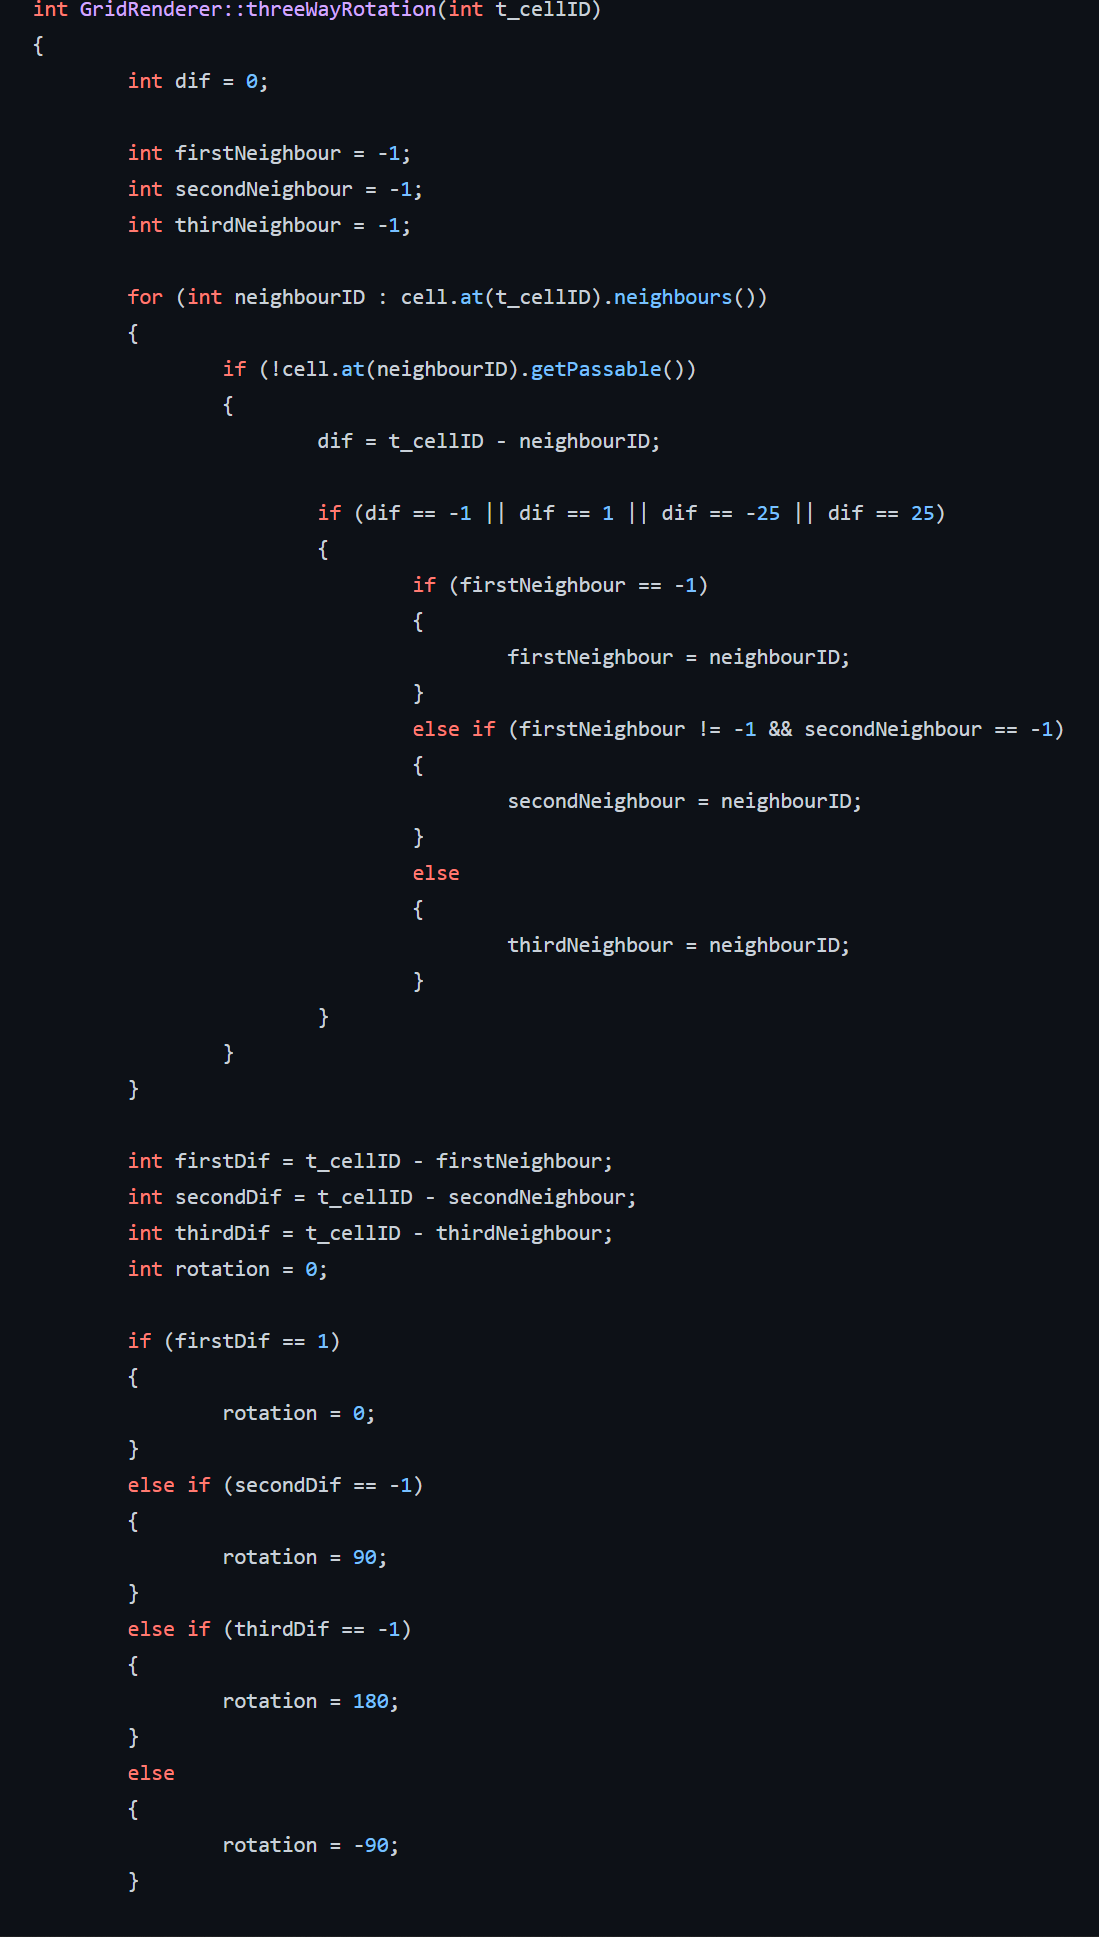 int GridRenderer::threeWayRotation(int t_cellID)
{
int dif = 0;
int firstNeighbour = -1;
int secondNeighbour = -1;
int thirdNeighbour = -1;
for (int neighbourID : cell.at(t_cellID).neighbours())
{
if (!cell.at(neighbourID).getPassable())
{
dif = t_cellID - neighbourID;
if (dif == -1 || dif == 1 || dif == -25 || dif == 25)
{
if (firstNeighbour == -1)
{
firstNeighbour = neighbourID;
}
else if (firstNeighbour != -1 && secondNeighbour == -1)
{
secondNeighbour = neighbourID;
}
else
{
thirdNeighbour = neighbourID;
}
}
}
}
int firstDif = t_cellID - firstNeighbour;
int secondDif = t_cellID - secondNeighbour;
int thirdDif = t_cellID - thirdNeighbour;
int rotation = 0;
if (firstDif == 1)
{
rotation = 0;
}
else if (secondDif == -1)
{
rotation = 90;
}
else if (thirdDif == -1)
{
rotation = 180;
}
else
{
rotation = -90;
}